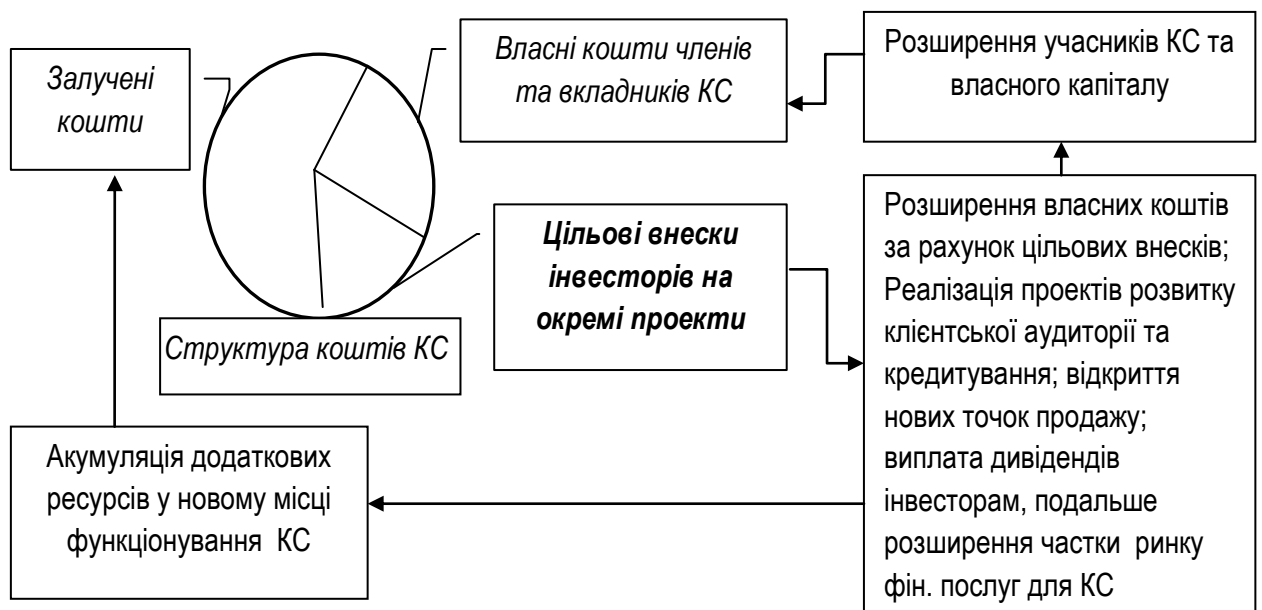 Залучені
кошти
Власні кошти членів
та вкладників КС
Розширення учасників КС та
власного капіталу
Цільові внески
інвесторів на
окремі проекти
Структура коштів КС
Розширення власних коштів
за рахунок цільових внесків;
Реалізація проектів розвитку
клієнтської аудиторії та
кредитування; відкриття
нових точок продажу;
виплата дивідендів
інвесторам, подальше
розширення частки ринку
фін. послуг для КС
Акумуляція додаткових
ресурсів у новому місці
функціонування КС